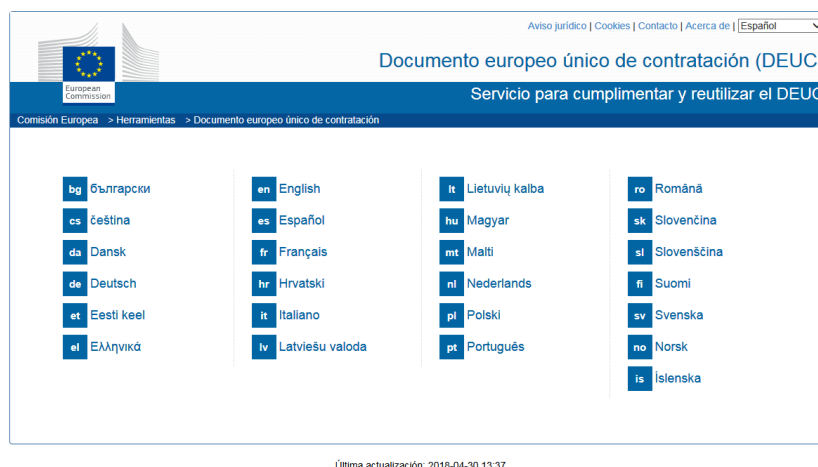 Aviso jurídico | Cookies | Contacto | Acerca de | Español
Documento europeo único de contratación (DEUC
European
Commission
Servicio para cumplimentar y reutilizar el DEUC
Comisión Europea > Herramientas > Documento europeo único de contratación
bg български
en English
lt Lietuvių kalba
ro Română
cs čeština
es Español
hu Magyar
sk Slovenčina
da Dansk
fr Français
mt Malti
sl Slovenščina
de Deutsch
hr Hrvatski
nl Nederlands
fi Suomi
et Eesti keel
it Italiano
pl Polski
sv Svenska
el Ελληνικά
lv Latviešu valoda
pt Português
no Norsk
is Íslenska
Última actualización: 2018-04-30 13:37